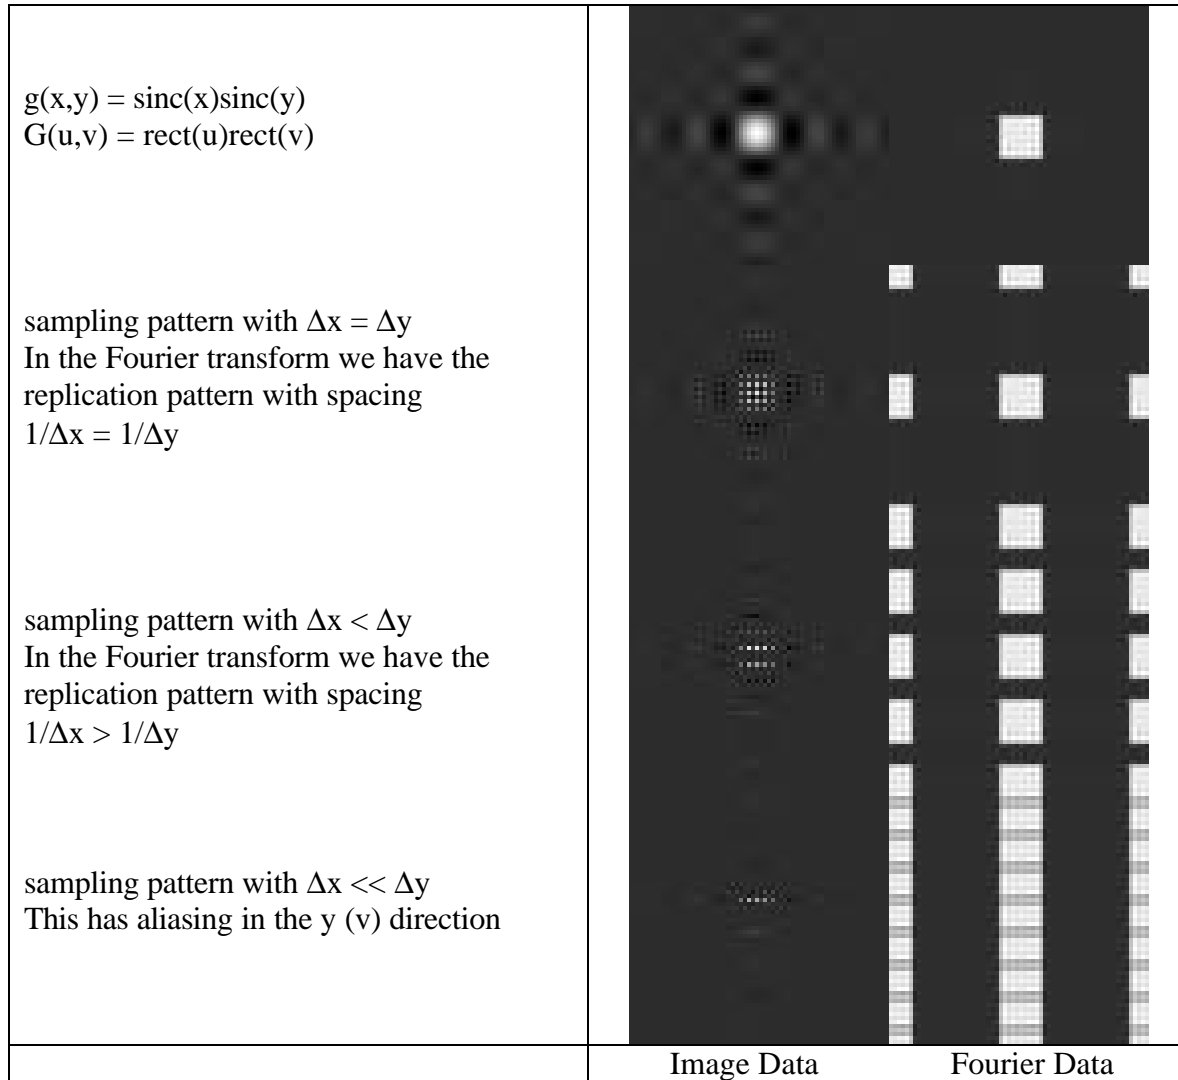 g(x,y) = sinc(x)sinc(y)
G(u,v) = rect(u)rect(v)
sampling pattern with Δx = Δy
In the Fourier transform we have the
replication pattern with spacing
1/Δx = 1/Δy
sampling pattern with Δx < Δy
In the Fourier transform we have the
replication pattern with spacing
1/Δx > 1/Δy
sampling pattern with Δx << Δy
This has aliasing in the y (v) direction
Image Data Fourier Data